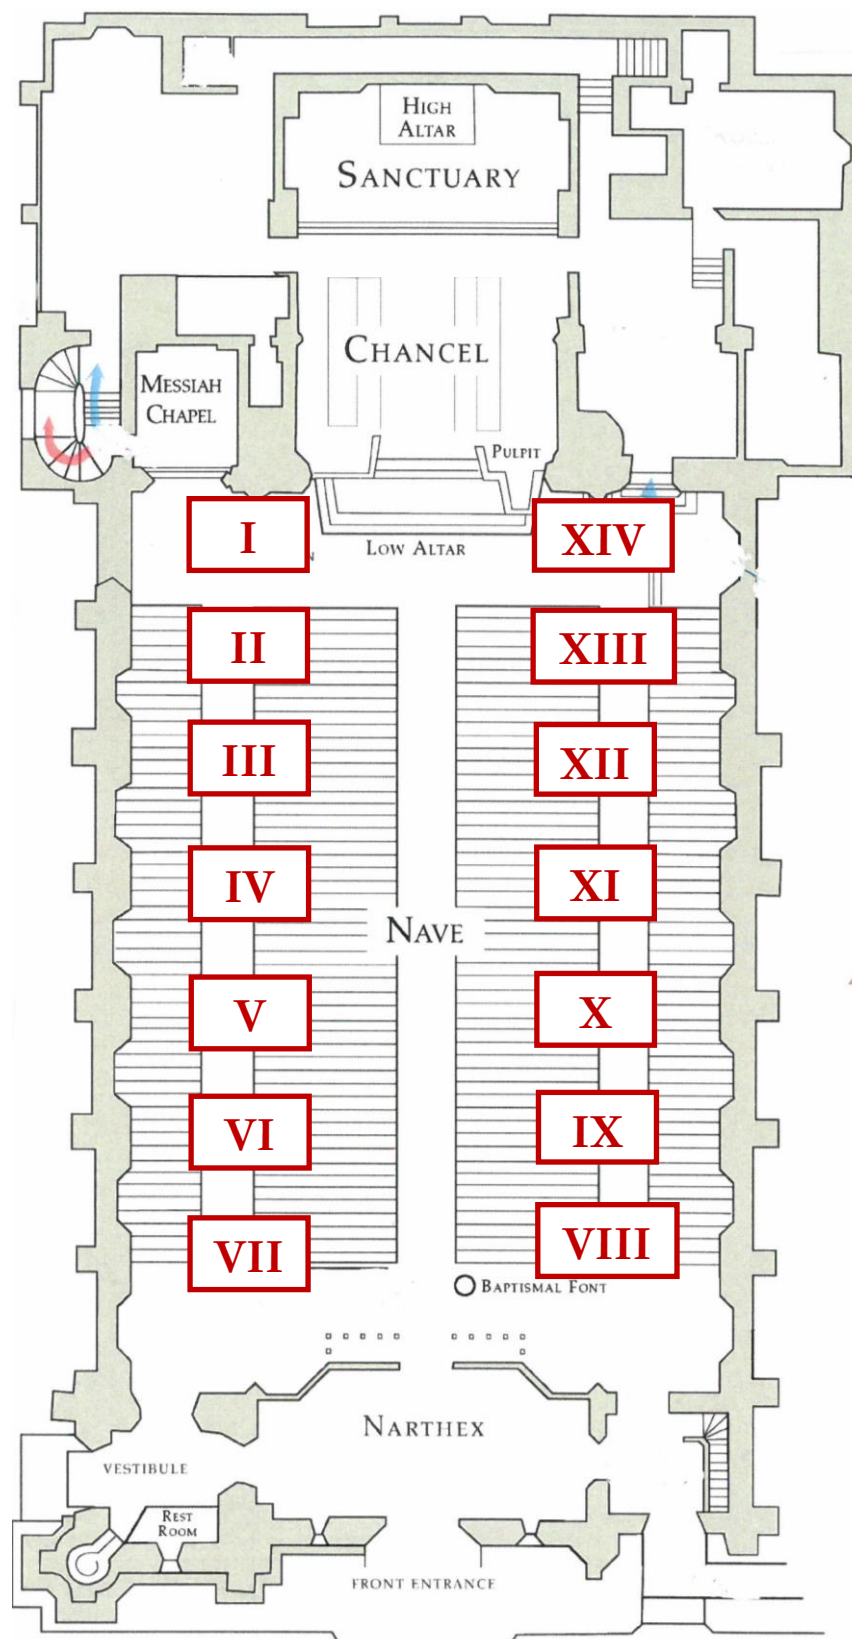 HIGH
ALTAR
SANCTUARY
CHANCEL
MESSIAH
CHAPEL
PULPIT
I
XIV
LOW ALTAR
II
XIII
III
XII
IV
XI
NAVE
V
X
VI
IX
VII
VIII
BAPTISMAL FONT
NARTHEX
VESTIBULE
REST
ROOM
FRONT ENTRANCE